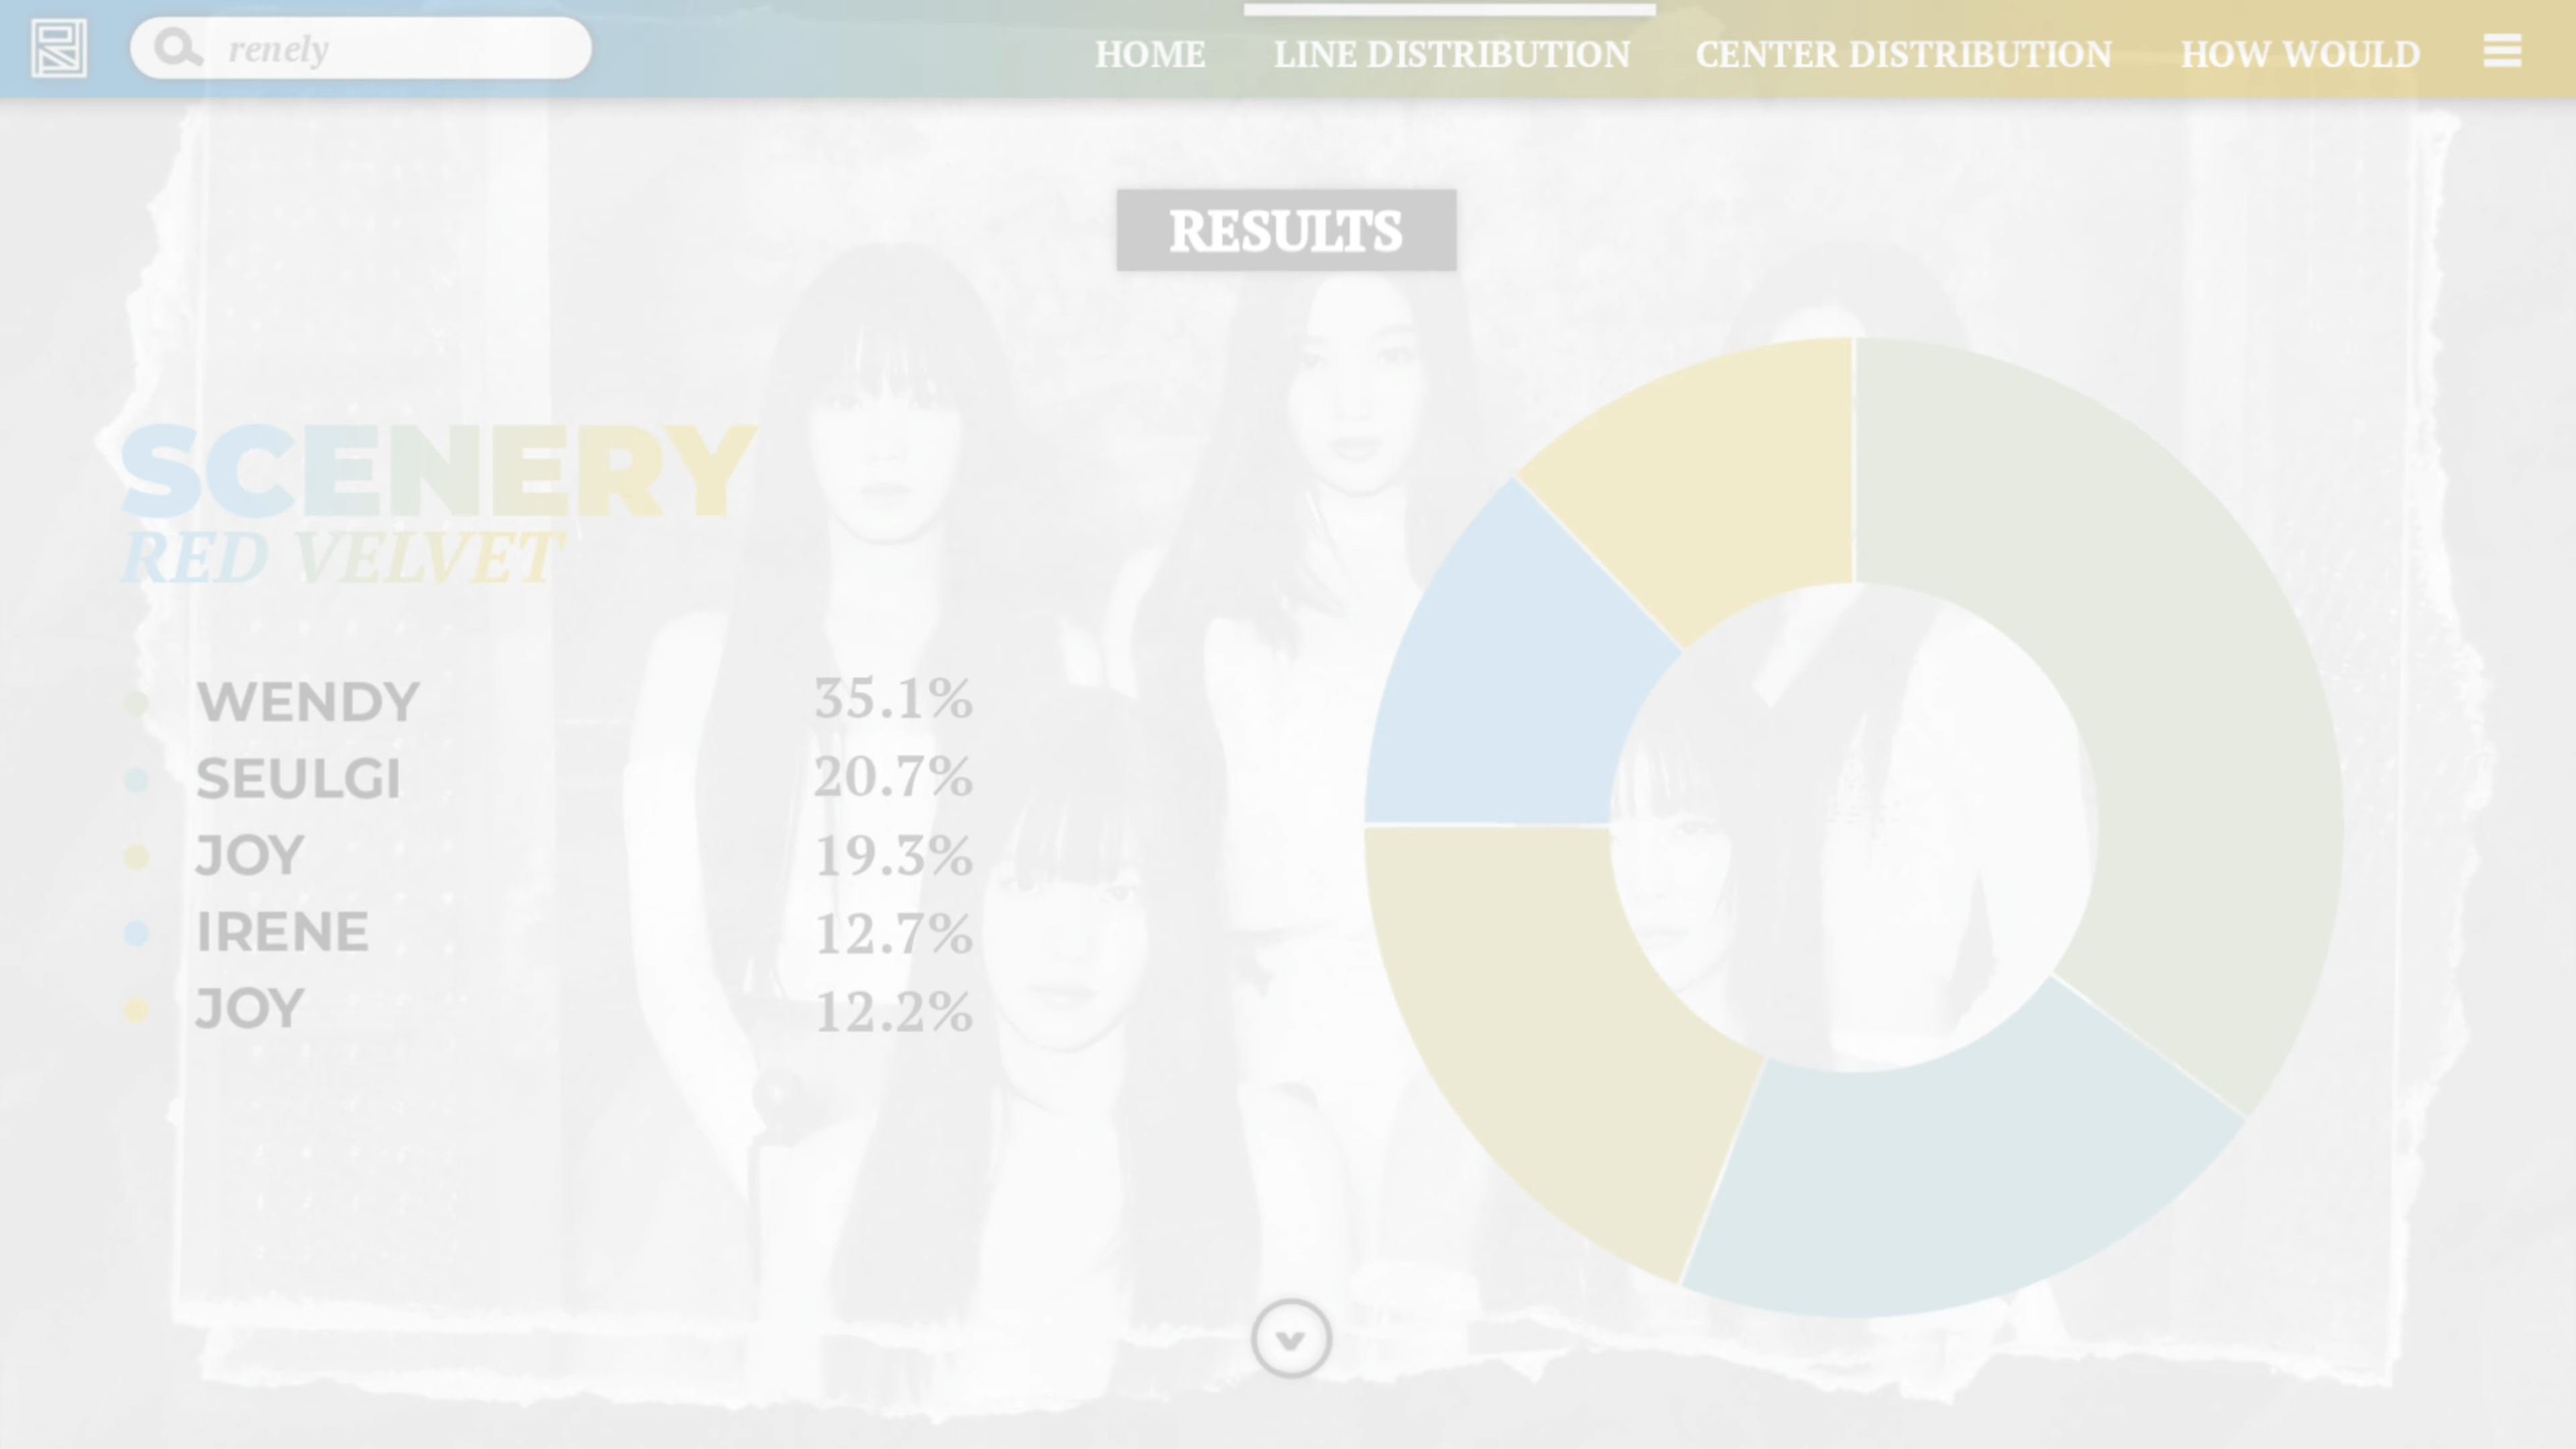 renely
HOME LINE DISTRIBUTION CENTER DISTRIBUTION HOW WOULD
RESULTS
SCENERY
RED VELVET
WENDY 35.1%
SEULGI 20.7%
JOY 19.3%
IRENE 12.7%
JOY 12.2%